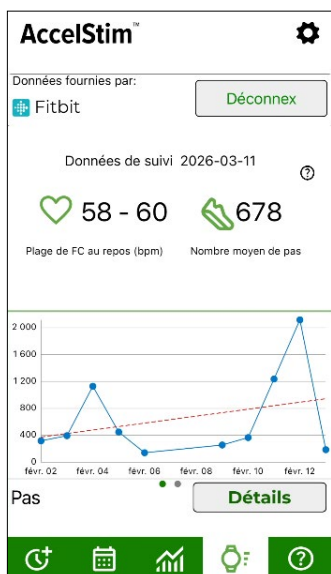 AccelStim™
Données fournies par:
Fitbit
Déconnex
Données de suivi 2026-03-11
58 - 60
678
Plage de FC au repos (bpm)
Nombre moyen de pas
2 000
1 600
1 200
800
400
0
févr. 02 févr. 04 févr. 06 févr. 08 févr. 10 févr. 12
Pas
Détails